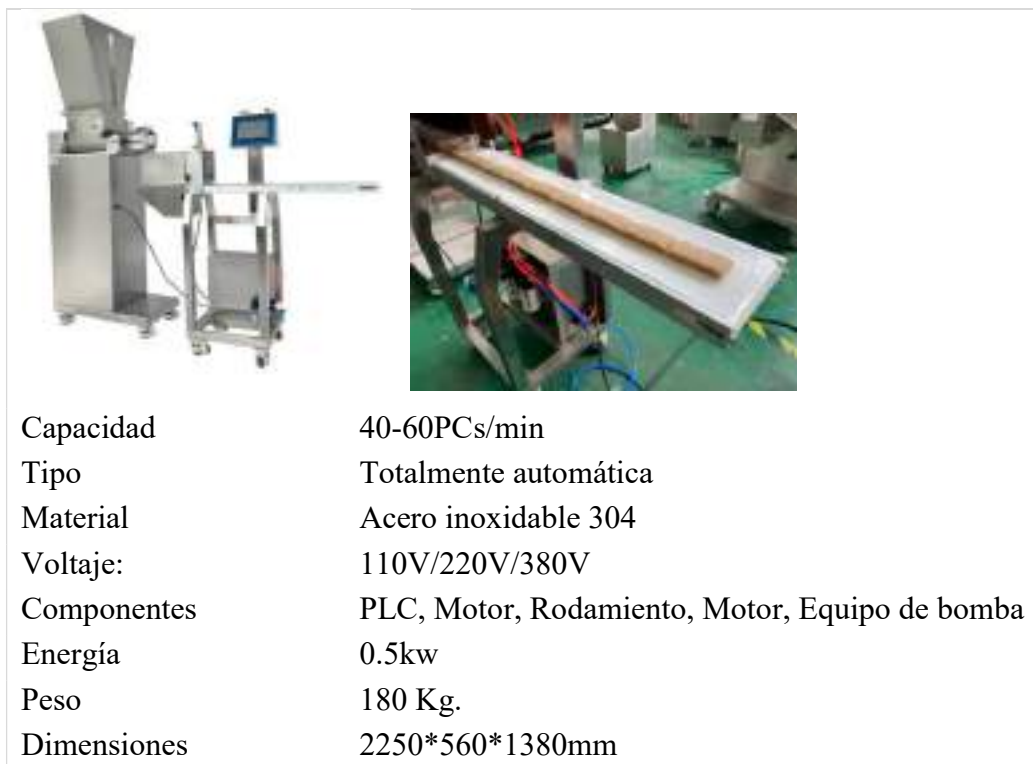 Capacidad 40-60PCs/min
Tipo Totalmente automática
Material Acero inoxidable 304
Voltaje: 110V/220V/380V
Componentes PLC, Motor, Rodamiento, Motor, Equipo de bomba
Energía 0.5kw
Peso 180 Kg.
Dimensiones 2250*560*1380mm